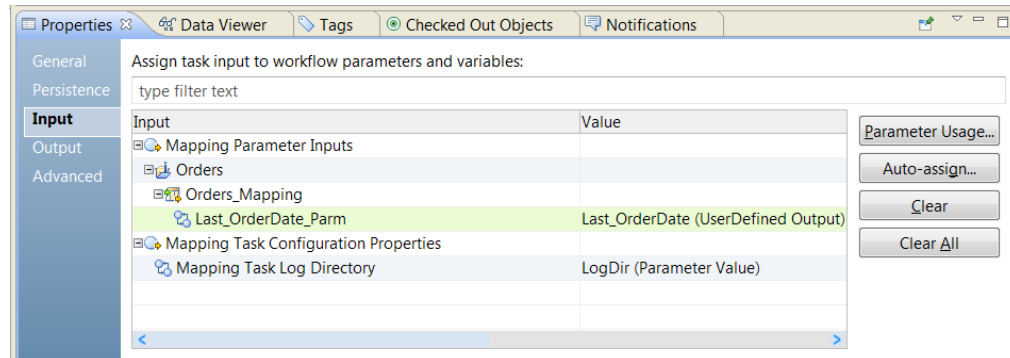 Properties Data Viewer Tags Checked Out Objects Notifications
General
Persistence
Input
Output
Advanced
Assign task input to workflow parameters and variables:
type filter text
Input Value
Mapping Parameter Inputs
Orders
Orders_Mapping
Last_OrderDate_Parm Last_OrderDate (UserDefined Output)
Mapping Task Configuration Properties
Mapping Task Log Directory LogDir (Parameter Value)
Parameter Usage...
Auto-assign...
Clear
Clear All